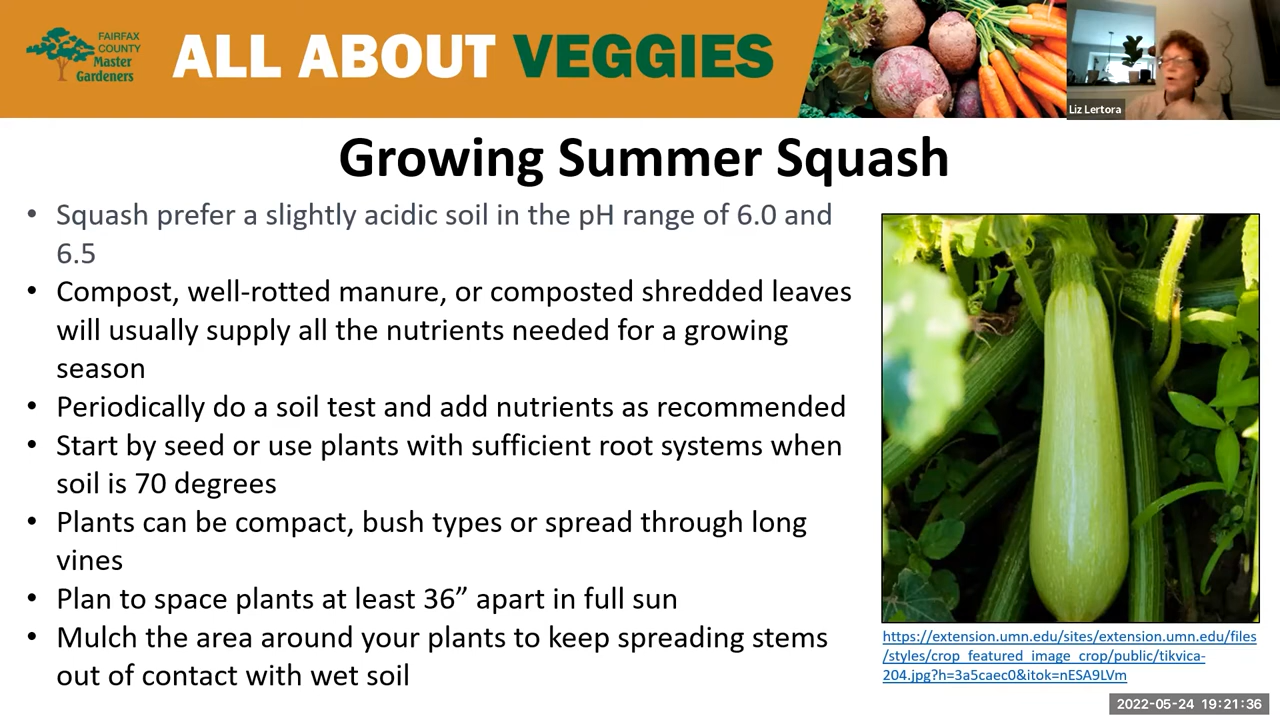 FAIRFAX
COUNTY
Master
Gardeners
ALL ABOUT VEGGIES
Liz Lertora
Growing Summer Squash
• Squash prefer a slightly acidic soil in the pH range of 6.0 and
6.5
• Compost, well-rotted manure, or composted shredded leaves
will usually supply all the nutrients needed for a growing
season
• Periodically do a soil test and add nutrients as recommended
• Start by seed or use plants with sufficient root systems when
soil is 70 degrees
• Plants can be compact, bush types or spread through long
vines
• Plan to space plants at least 36” apart in full sun
• Mulch the area around your plants to keep spreading stems
out of contact with wet soil
https://extension.umn.edu/sites/extension.umn.edu/files
/styles/crop_featured_image_crop/public/tikvica-
204.jpg?h=3a5caec0&itok=nESA9LVm
2022-05-24 19:21:36